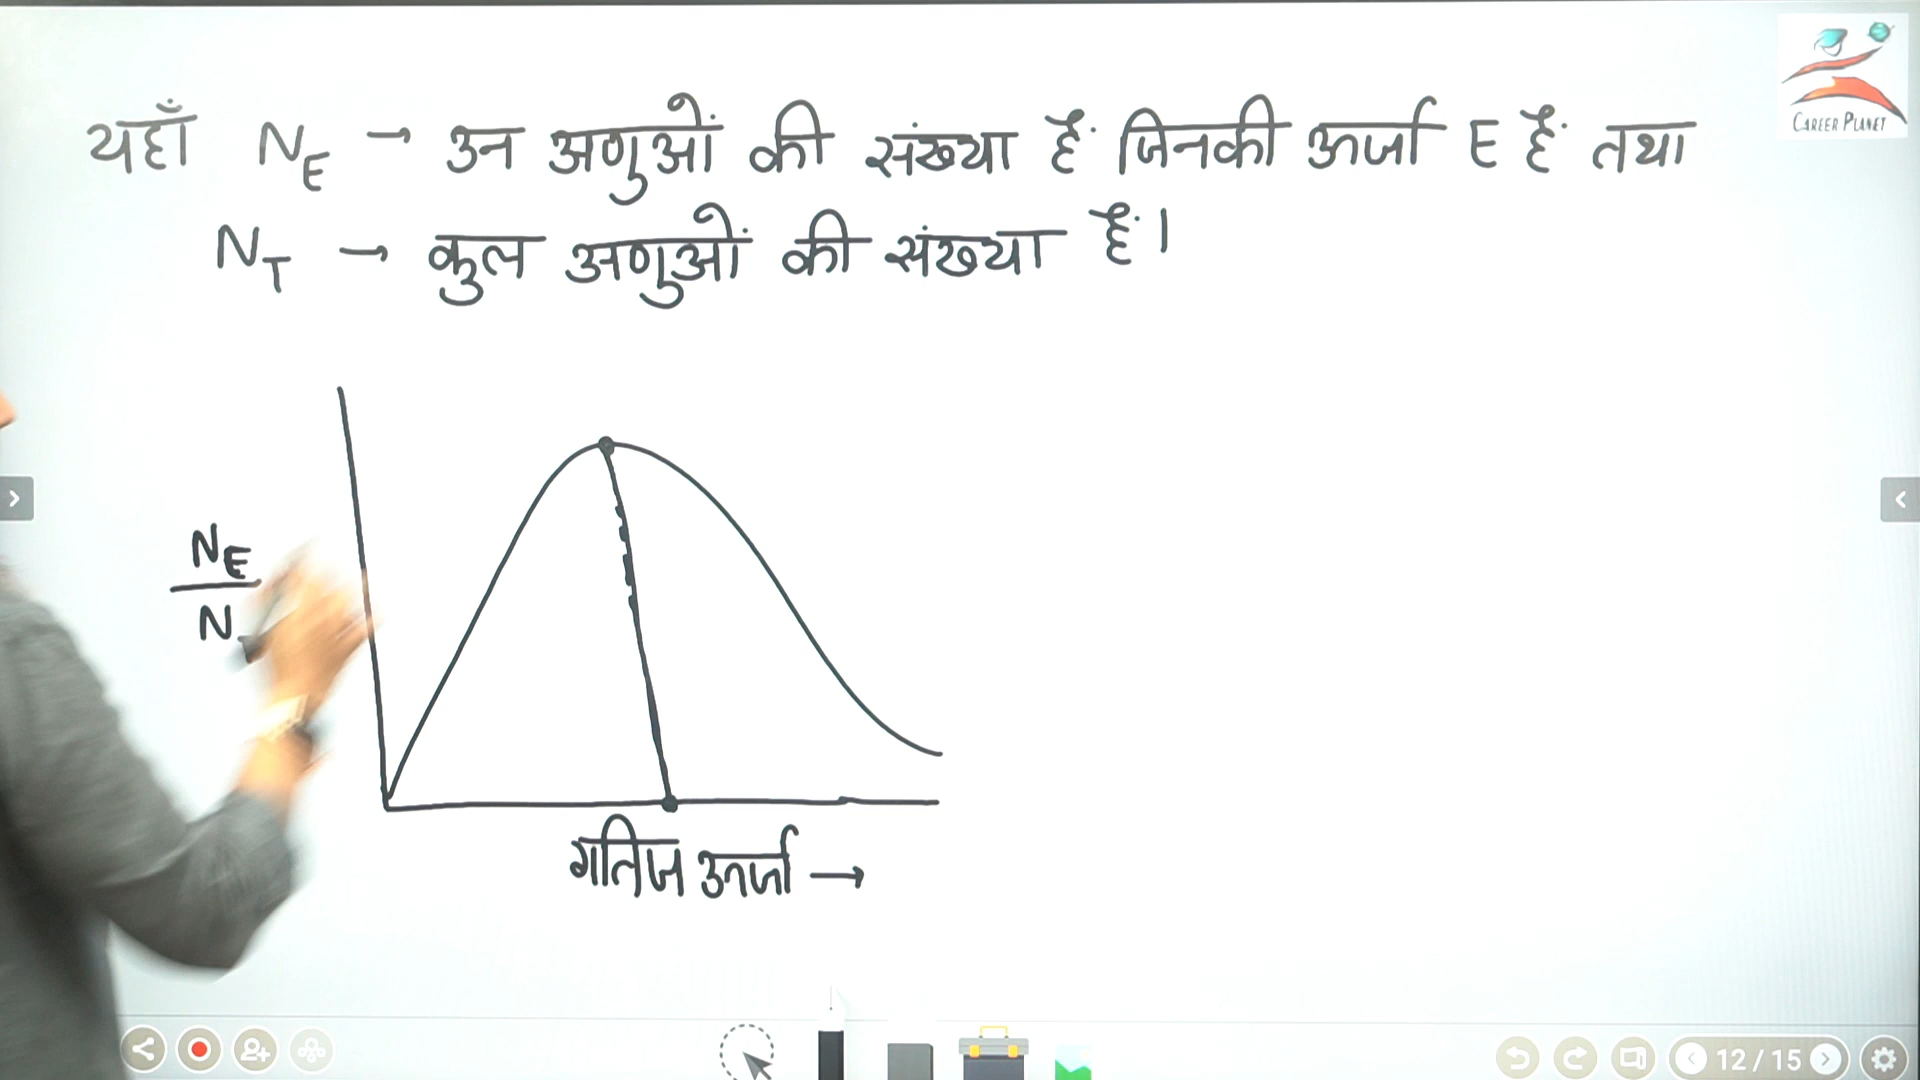 यहाँ N_E → उन अणुओं की संख्या हैं जिनकी ऊर्जा E हैं तथा
N_T → कुल अणुओं की संख्या हैं।
CAREER PLANET
N_E
N
गतिज ऊर्जा →
12 / 15